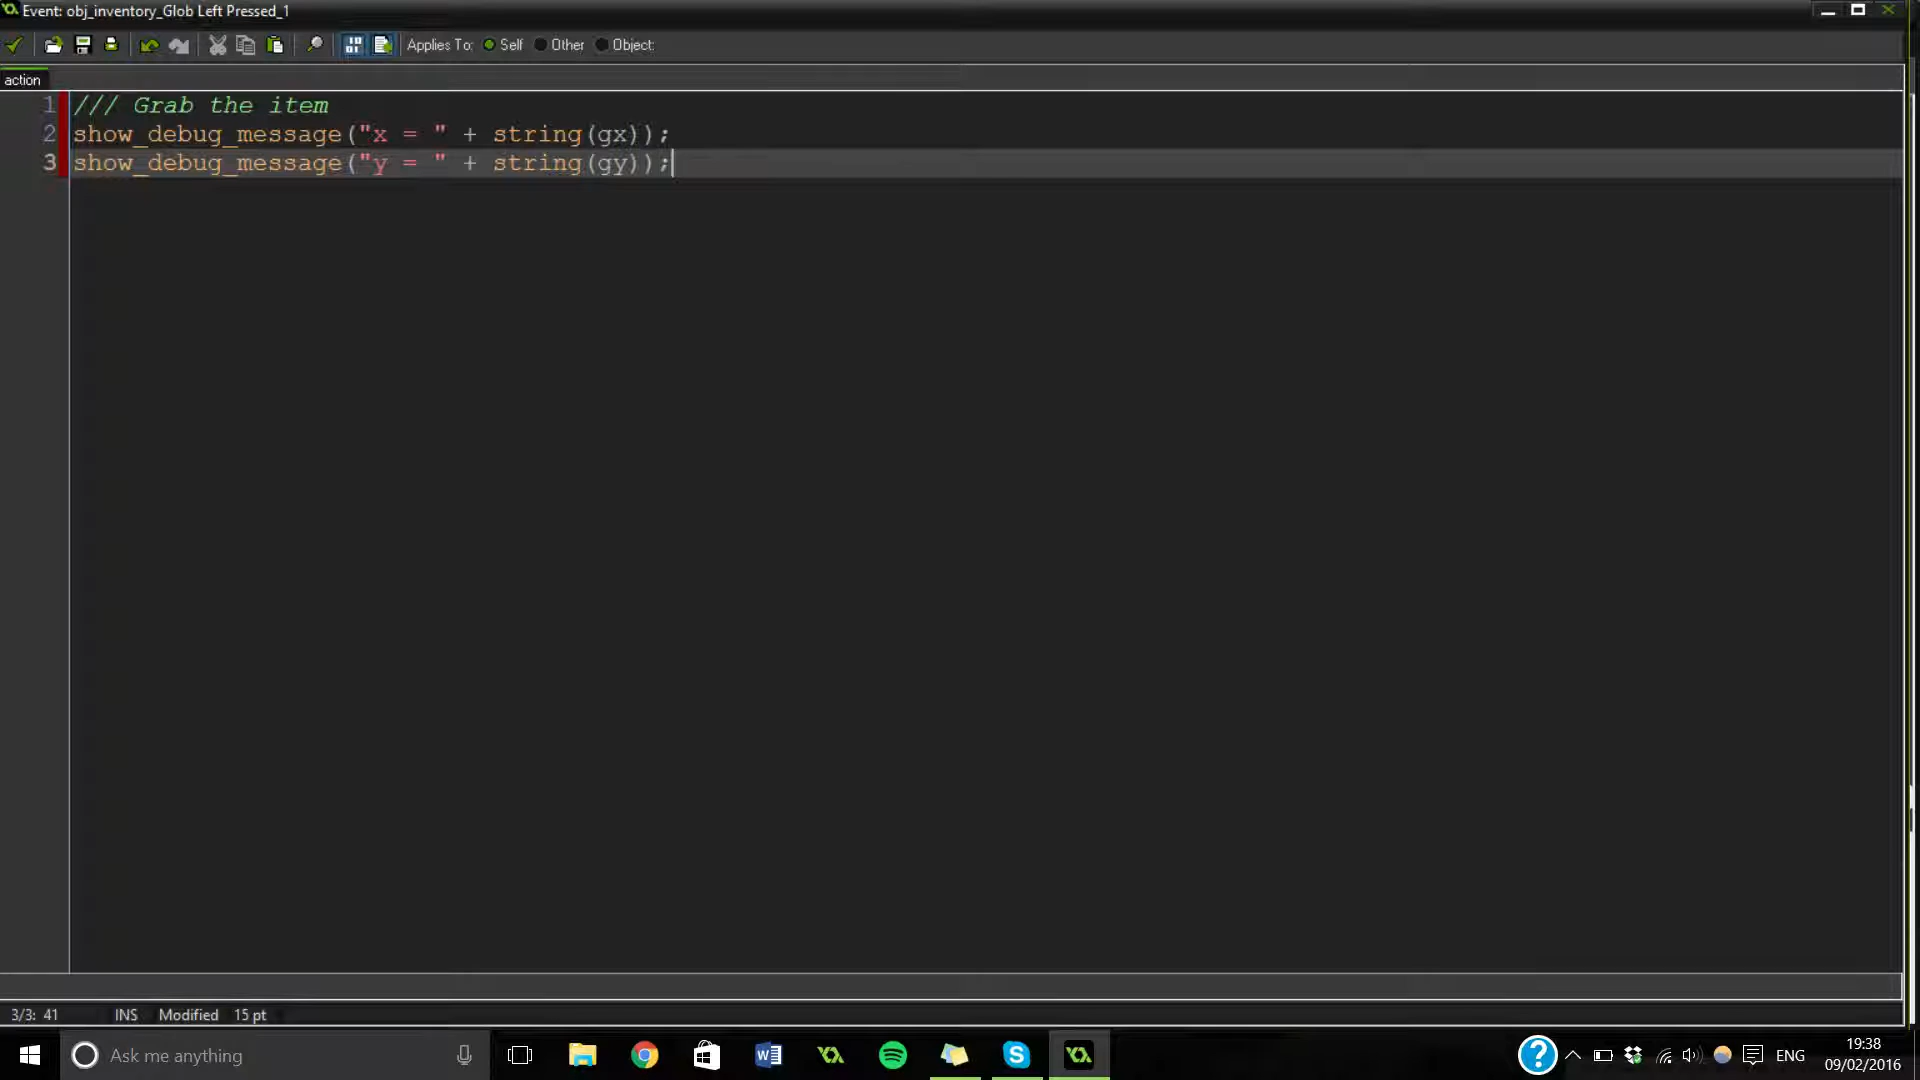 Event: obj_inventory_Glob Left Pressed_1
Applies To: Self Other Object:
action
1 /// Grab the item
2 show_debug_message("x = " + string(gx));
3 show_debug_message("y = " + string(gy));
3/3: 41 INS Modified 15 pt
Ask me anything
ENG
19:38
09/02/2016